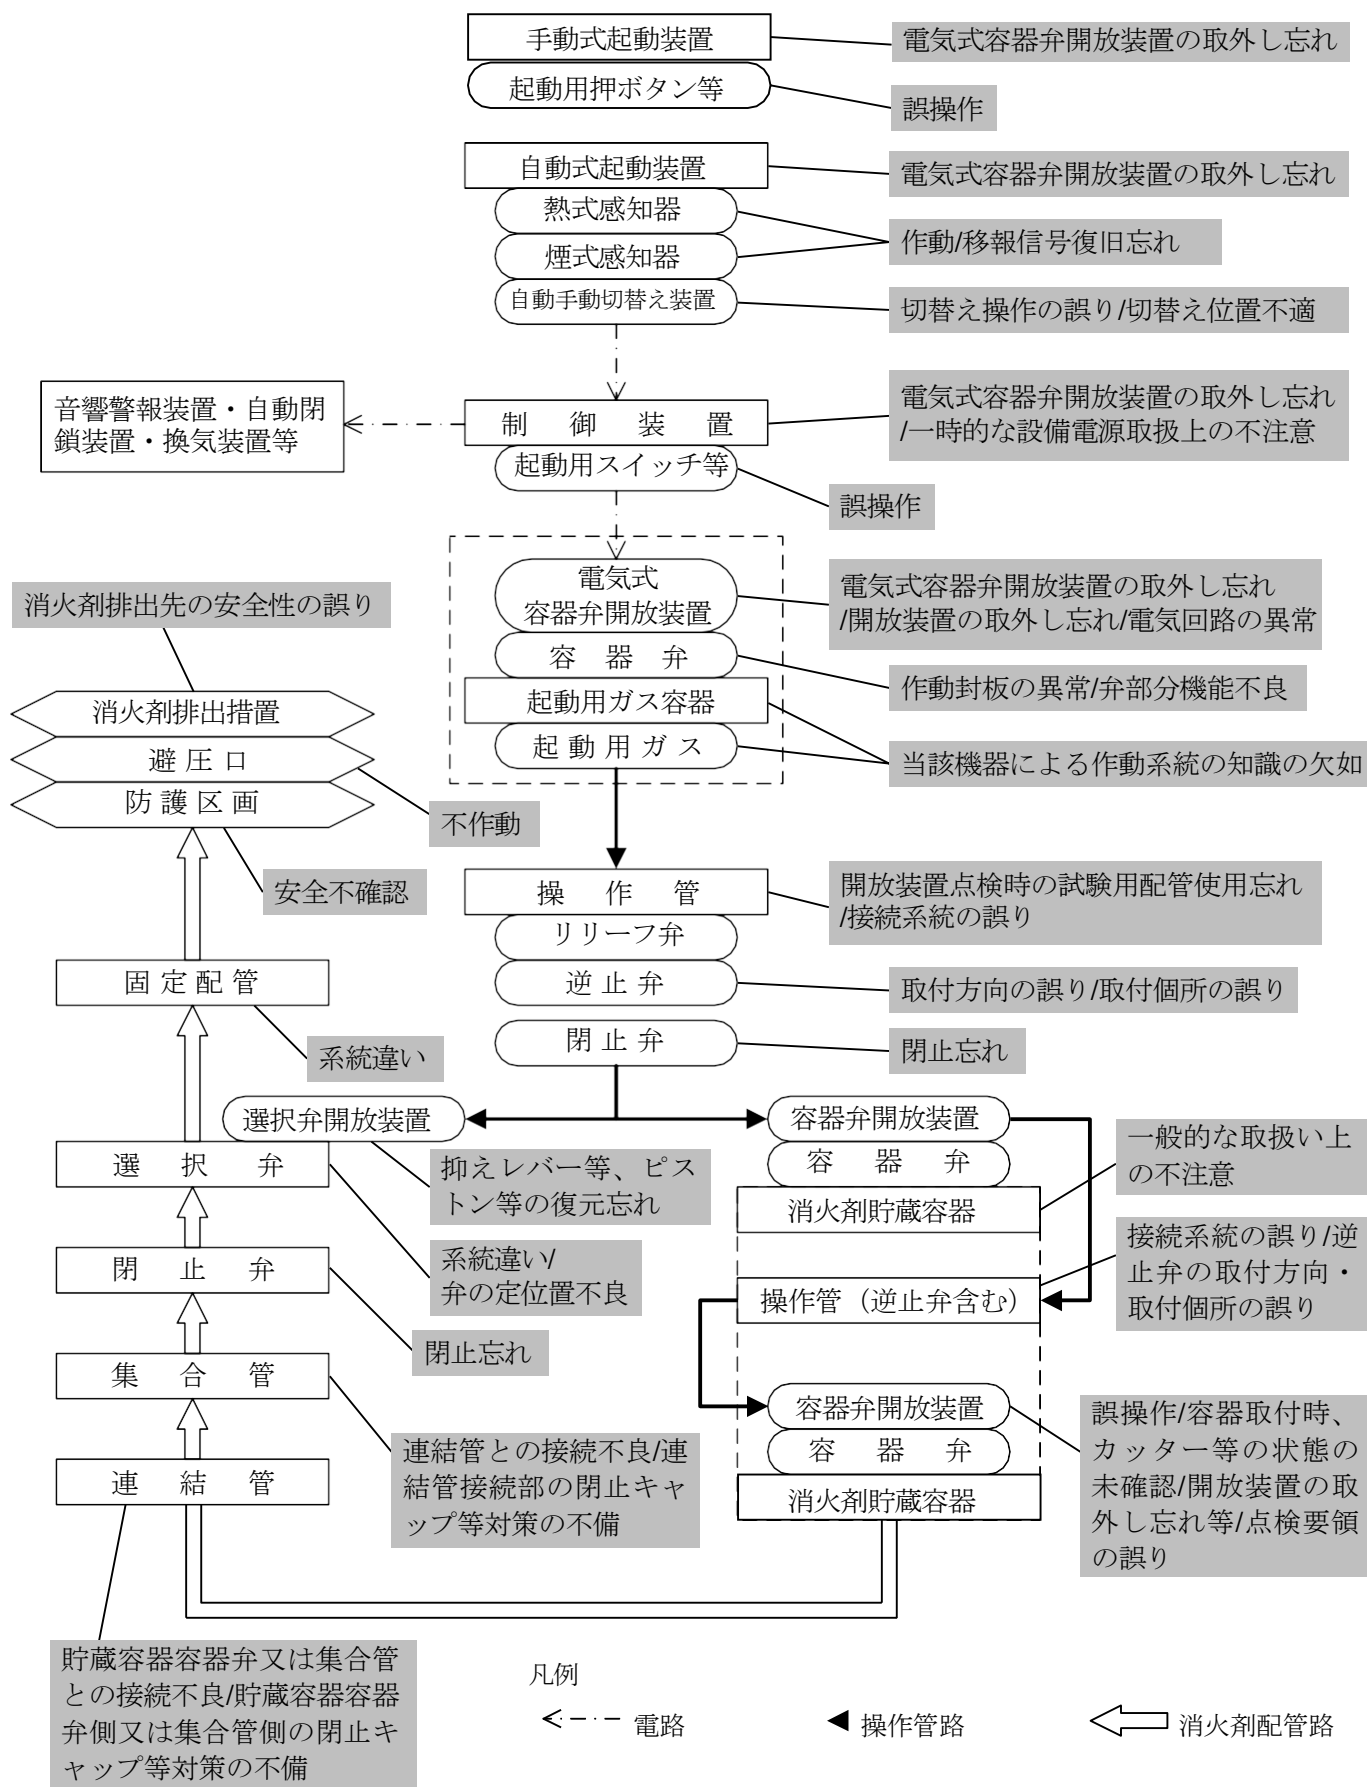 手動式起動装置
電気式容器弁開放装置の取外し忘れ
起動用押ボタン等
誤操作
自動式起動装置
電気式容器弁開放装置の取外し忘れ
熱式感知器
煙式感知器
作動/移報信号復旧忘れ
自動手動切替え装置
切替え操作の誤り/切替え位置不適
音響警報装置・自動閉
鎖装置・換気装置等
制御装置
電気式容器弁開放装置の取外し忘れ
/一時的な設備電源取扱上の不注意
起動用スイッチ等
誤操作
電気式
容器弁開放装置
電気式容器弁開放装置の取外し忘れ
/開放装置の取外し忘れ/電気回路の異常
消火剤排出先の安全性の誤り
容器弁
作動封板の異常/弁部分機能不良
起動用ガス容器
起動用ガス
当該機器による作動系統の知識の欠如
消火剤排出措置
避圧口
防護区画
不作動
安全不確認
操作管
開放装置点検時の試験用配管使用忘れ
/接続系統の誤り
リリーフ弁
逆止弁
取付方向の誤り/取付個所の誤り
閉止弁
閉止忘れ
固定配管
系統違い
選択弁開放装置
抑えレバー等、ピス
トン等の復元忘れ
選択弁
系統違い/
弁の定位置不良
閉止弁
閉止忘れ
集合管
連結管との接続不良/連
結管接続部の閉止キャ
ップ等対策の不備
連結管
容器弁開放装置
容器弁
消火剤貯蔵容器
一般的な取扱い上
の不注意
操作管（逆止弁含む）
接続系統の誤り/逆
止弁の取付方向・
取付個所の誤り
容器弁開放装置
容器弁
消火剤貯蔵容器
誤操作/容器取付時、
カッター等の状態の
未確認/開放装置の取
外し忘れ等/点検要領
の誤り
貯蔵容器容器弁又は集合管
との接続不良/貯蔵容器容器
弁側又は集合管側の閉止キ
ャップ等対策の不備
凡例
電路
操作管路
消火剤配管路